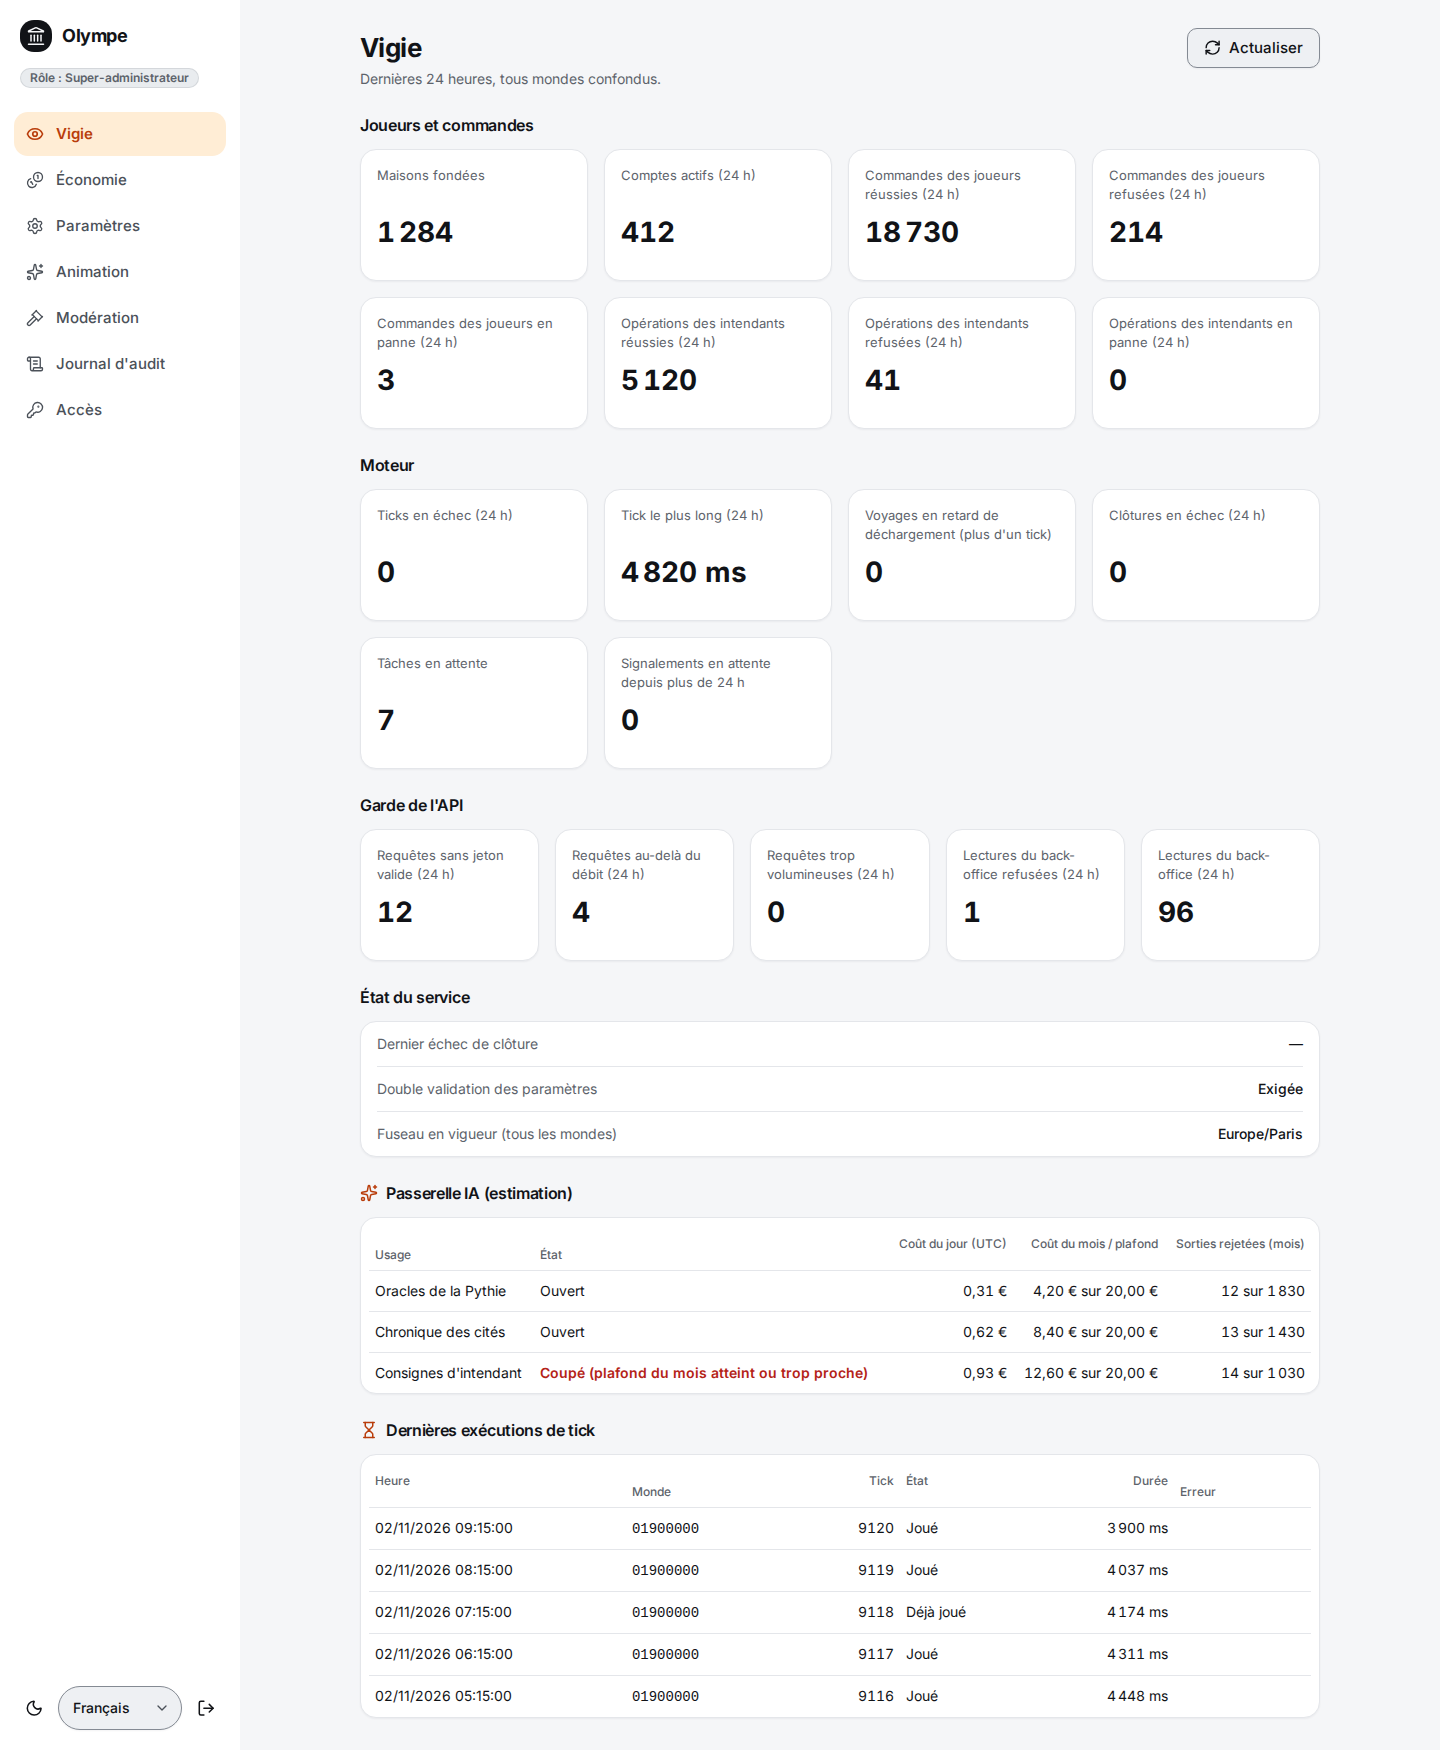 Olympe
Rôle : Super-administrateur
Vigie
Économie
Paramètres
Animation
Modération
Journal d'audit
Accès
Français
Vigie
Dernières 24 heures, tous mondes confondus.
Actualiser
Joueurs et commandes
Maisons fondées
1 284
Comptes actifs (24 h)
412
Commandes des joueurs
réussies (24 h)
18 730
Commandes des joueurs
refusées (24 h)
214
Commandes des joueurs en
panne (24 h)
3
Opérations des intendants
réussies (24 h)
5 120
Opérations des intendants
refusées (24 h)
41
Opérations des intendants en
panne (24 h)
0
Moteur
Ticks en échec (24 h)
0
Tick le plus long (24 h)
4 820 ms
Voyages en retard de
déchargement (plus d'un tick)
0
Clôtures en échec (24 h)
0
Tâches en attente
7
Signalements en attente
depuis plus de 24 h
0
Garde de l'API
Requêtes sans jeton
valide (24 h)
12
Requêtes au-delà du
débit (24 h)
4
Requêtes trop
volumineuses (24 h)
0
Lectures du back-
office refusées (24 h)
1
Lectures du back-
office (24 h)
96
État du service
Dernier échec de clôture —
Double validation des paramètres Exigée
Fuseau en vigueur (tous les mondes) Europe/Paris
Passerelle IA (estimation)
Usage État Coût du jour (UTC) Coût du mois / plafond Sorties rejetées (mois)
Oracles de la Pythie Ouvert 0,31 € 4,20 € sur 20,00 € 12 sur 1 830
Chronique des cités Ouvert 0,62 € 8,40 € sur 20,00 € 13 sur 1 430
Consignes d'intendant Coupé (plafond du mois atteint ou trop proche) 0,93 € 12,60 € sur 20,00 € 14 sur 1 030
Dernières exécutions de tick
Heure Monde Tick État Durée Erreur
02/11/2026 09:15:00 01900000 9120 Joué 3 900 ms
02/11/2026 08:15:00 01900000 9119 Joué 4 037 ms
02/11/2026 07:15:00 01900000 9118 Déjà joué 4 174 ms
02/11/2026 06:15:00 01900000 9117 Joué 4 311 ms
02/11/2026 05:15:00 01900000 9116 Joué 4 448 ms